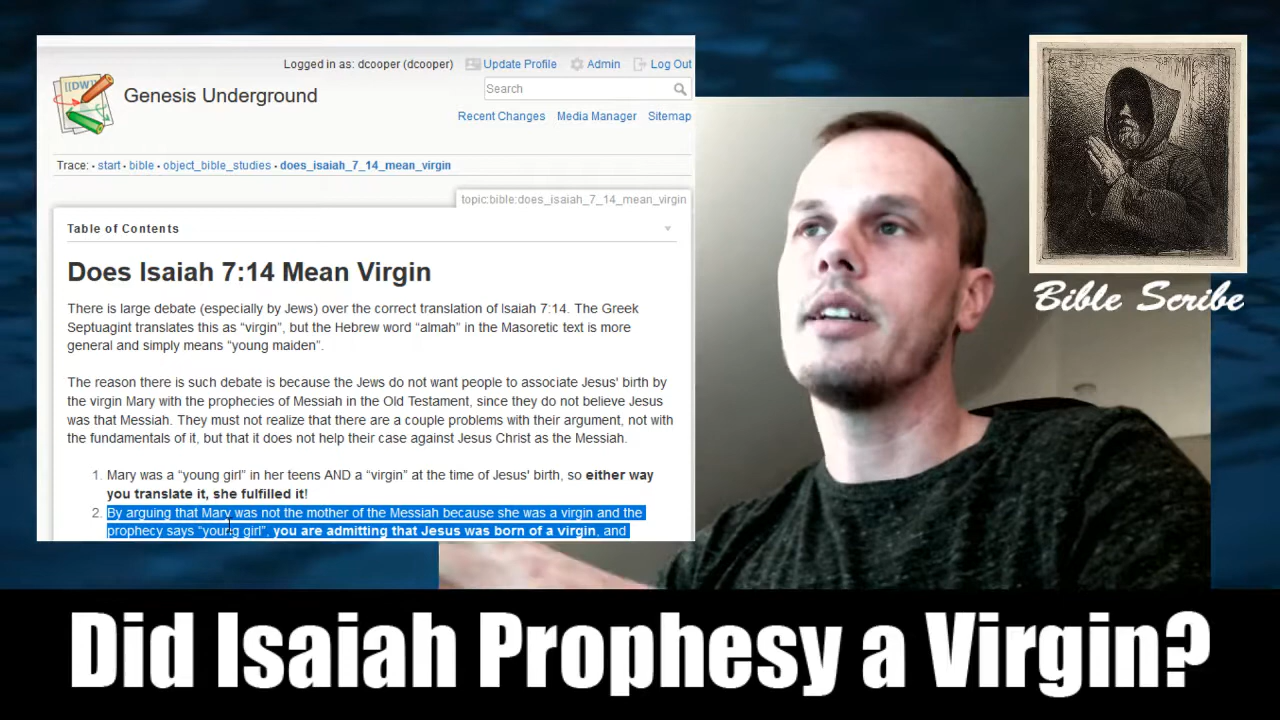 Logged in as: dcooper (dcooper) Update Profile Admin Log Out
[[DW
Genesis Underground
Search
Recent Changes Media Manager Sitemap
Trace: • start • bible • object_bible_studies • does_isaiah_7_14_mean_virgin
topic:bible:does_isaiah_7_14_mean_virgin
Table of Contents
Does Isaiah 7:14 Mean Virgin
There is large debate (especially by Jews) over the correct translation of Isaiah 7:14. The Greek
Septuagint translates this as “virgin”, but the Hebrew word “almah” in the Masoretic text is more
general and simply means “young maiden”.
The reason there is such debate is because the Jews do not want people to associate Jesus' birth by
the virgin Mary with the prophecies of Messiah in the Old Testament, since they do not believe Jesus
was that Messiah. They must not realize that there are a couple problems with their argument, not with
the fundamentals of it, but that it does not help their case against Jesus Christ as the Messiah.
1. Mary was a “young girl” in her teens AND a “virgin” at the time of Jesus' birth, so either way
you translate it, she fulfilled it!
2. By arguing that Mary was not the mother of the Messiah because she was a virgin and the
prophecy says “young girl”, you are admitting that Jesus was born of a virgin, and
Bible Scribe
Did Isaiah Prophesy a Virgin?